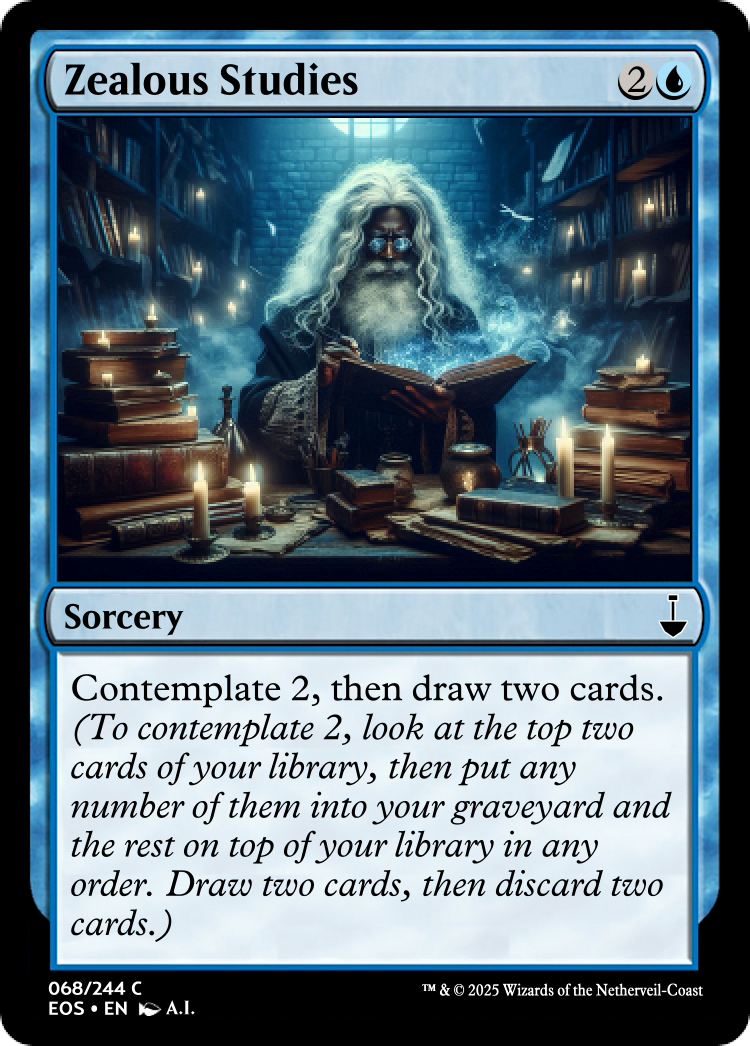 Zealous Studies 2
Sorcery
Contemplate 2, then draw two cards.
(To contemplate 2, look at the top two
cards of your library, then put any
number of them into your graveyard and
the rest on top of your library in any
order. Draw two cards, then discard two
cards.)
068/244 C
EOS • EN A.I.
™ & © 2025 Wizards of the Netherveil-Coast